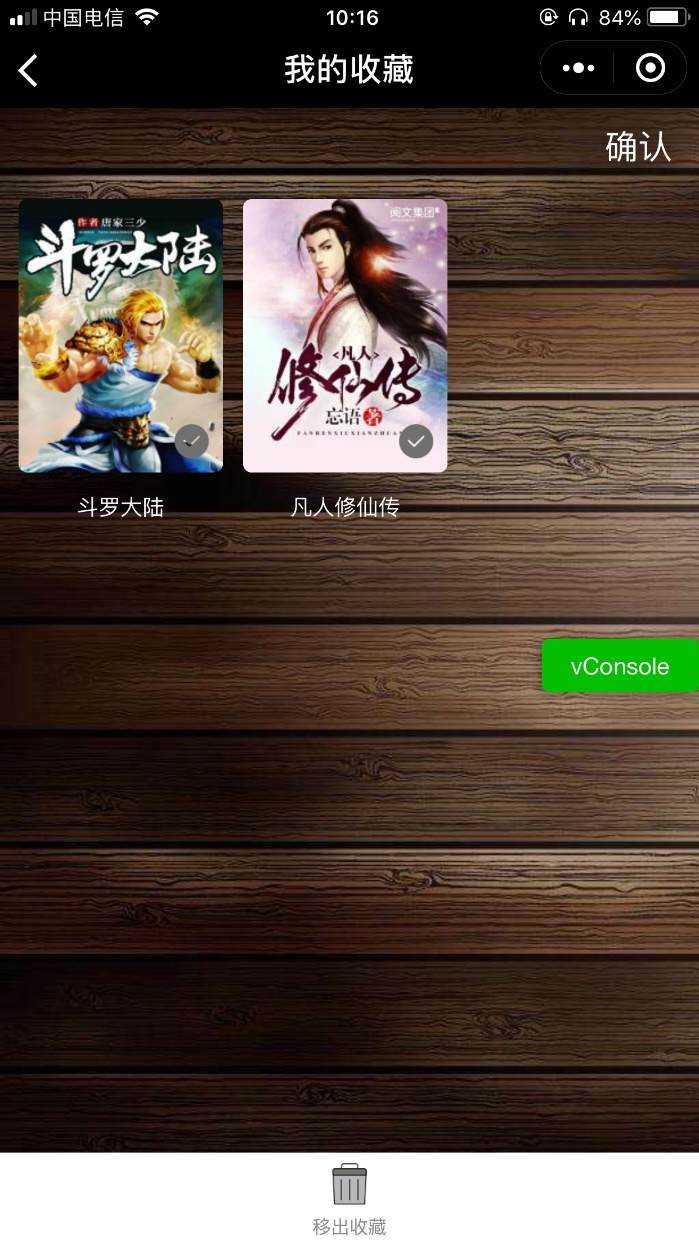 中国电信
10:16
84%
我的收藏
确认
作者 唐家三少
斗罗大陆
阅文集团
<凡人>
修仙传
忘语 著
斗罗大陆
凡人修仙传
vConsole
移出收藏